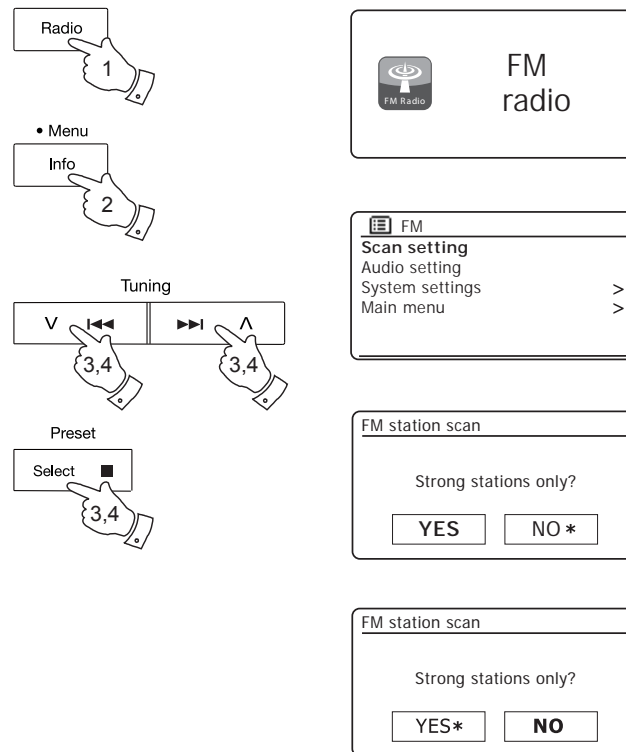 Radio
1
• Menu
Info
2
Tuning
V
Λ
3,4
3,4
Preset
Select
3,4
FM Radio
FM
radio
FM
Scan setting
Audio setting
System settings >
Main menu >
FM station scan
Strong stations only?
YES NO *
FM station scan
Strong stations only?
YES* NO